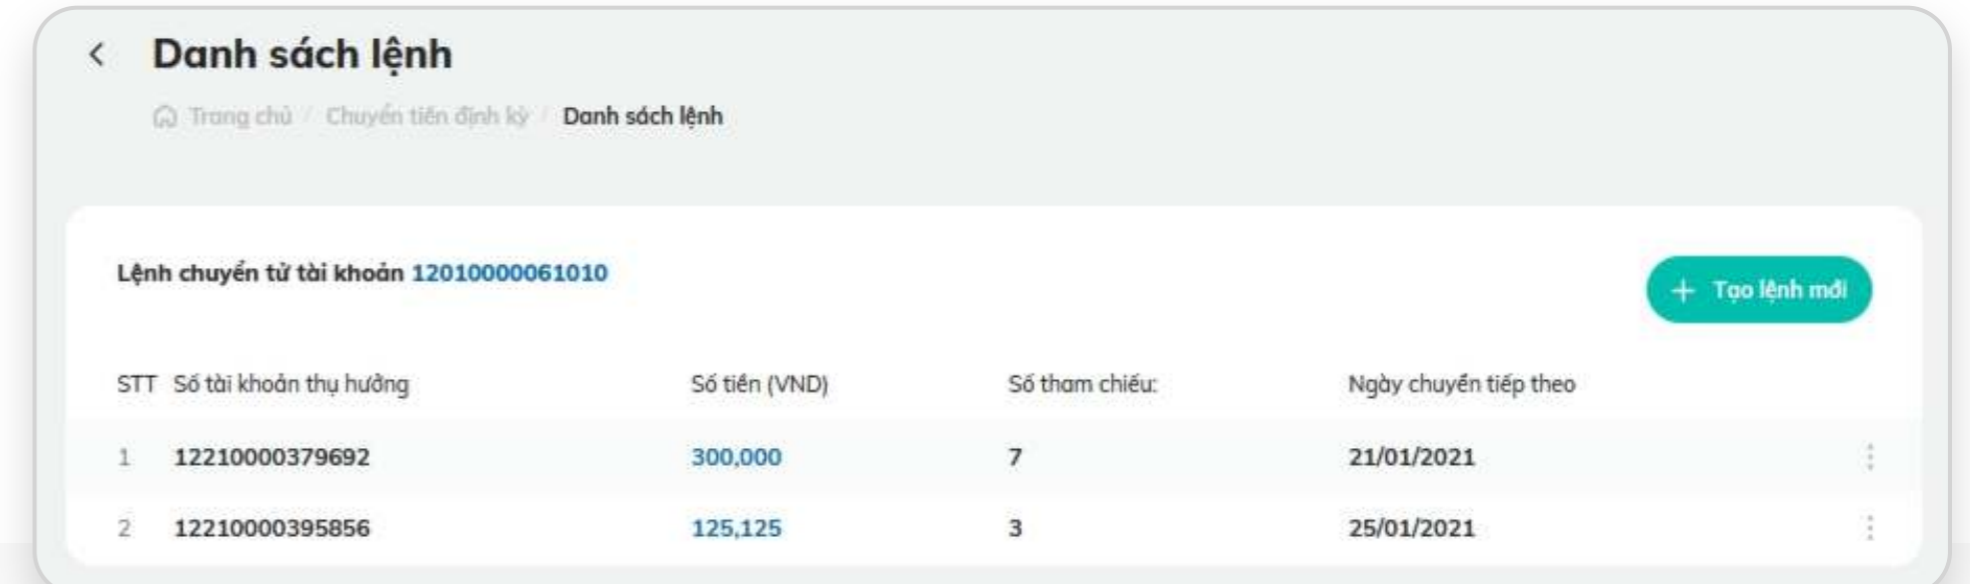 Danh sách lệnh
Trang chủ / Chuyển tiền định kỳ / Danh sách lệnh
Lệnh chuyển từ tài khoản 12010000061010
+ Tạo lệnh mới
STT Số tài khoản thụ hưởng Số tiền (VND) Số tham chiếu: Ngày chuyển tiếp theo
1 12210000379692 300,000 7 21/01/2021
2 12210000395856 125,125 3 25/01/2021